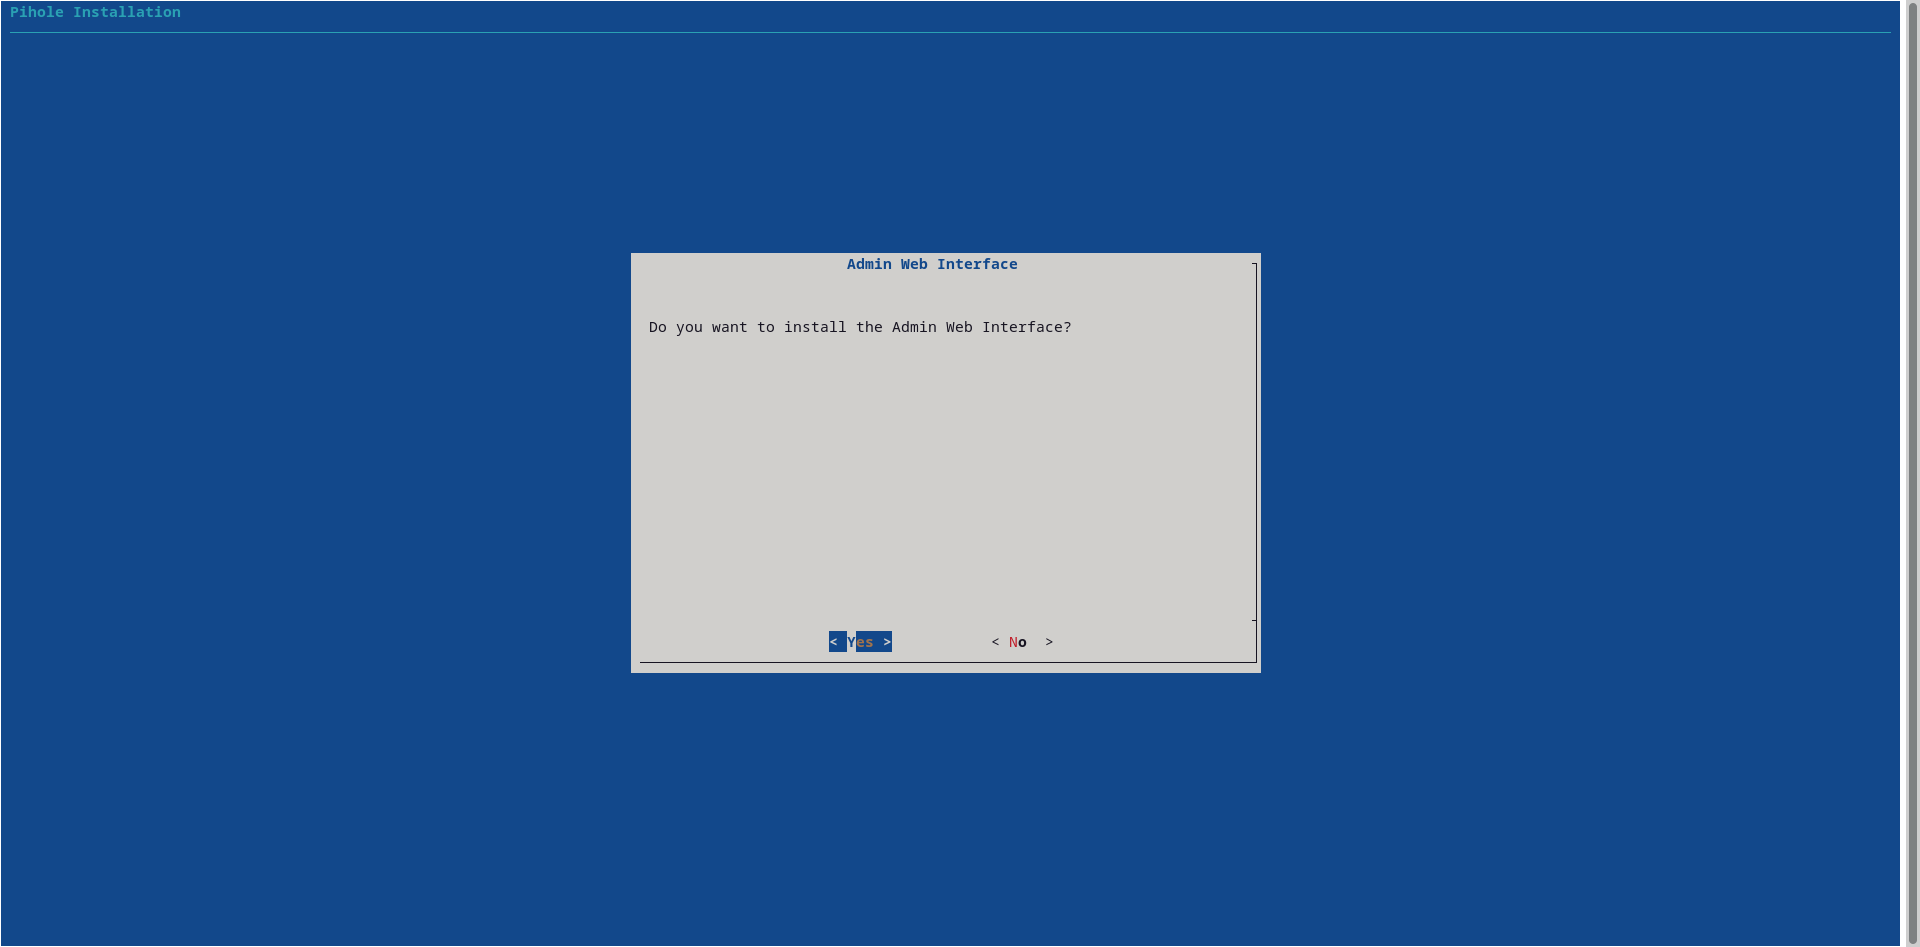 Pihole Installation
Admin Web Interface
Do you want to install the Admin Web Interface?
< Yes > < No >